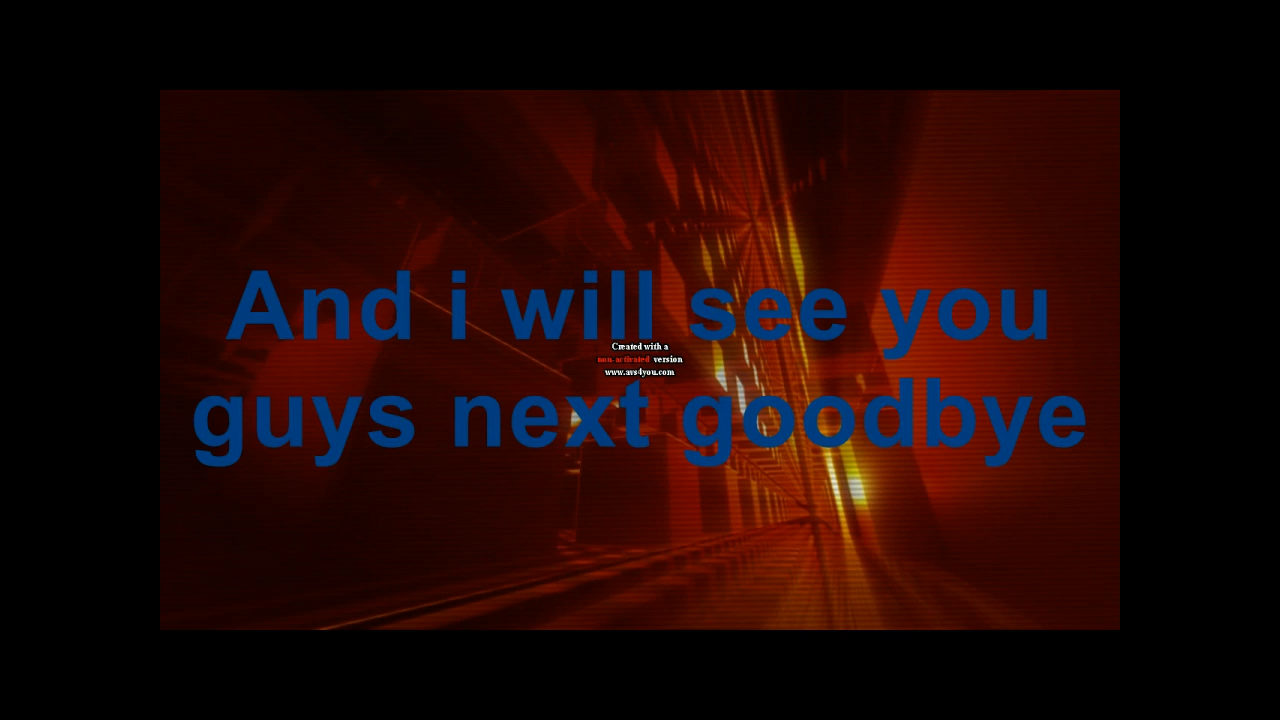 And i will see you
Created with a
non-activated version
www.avs4you.com
guys next goodbye